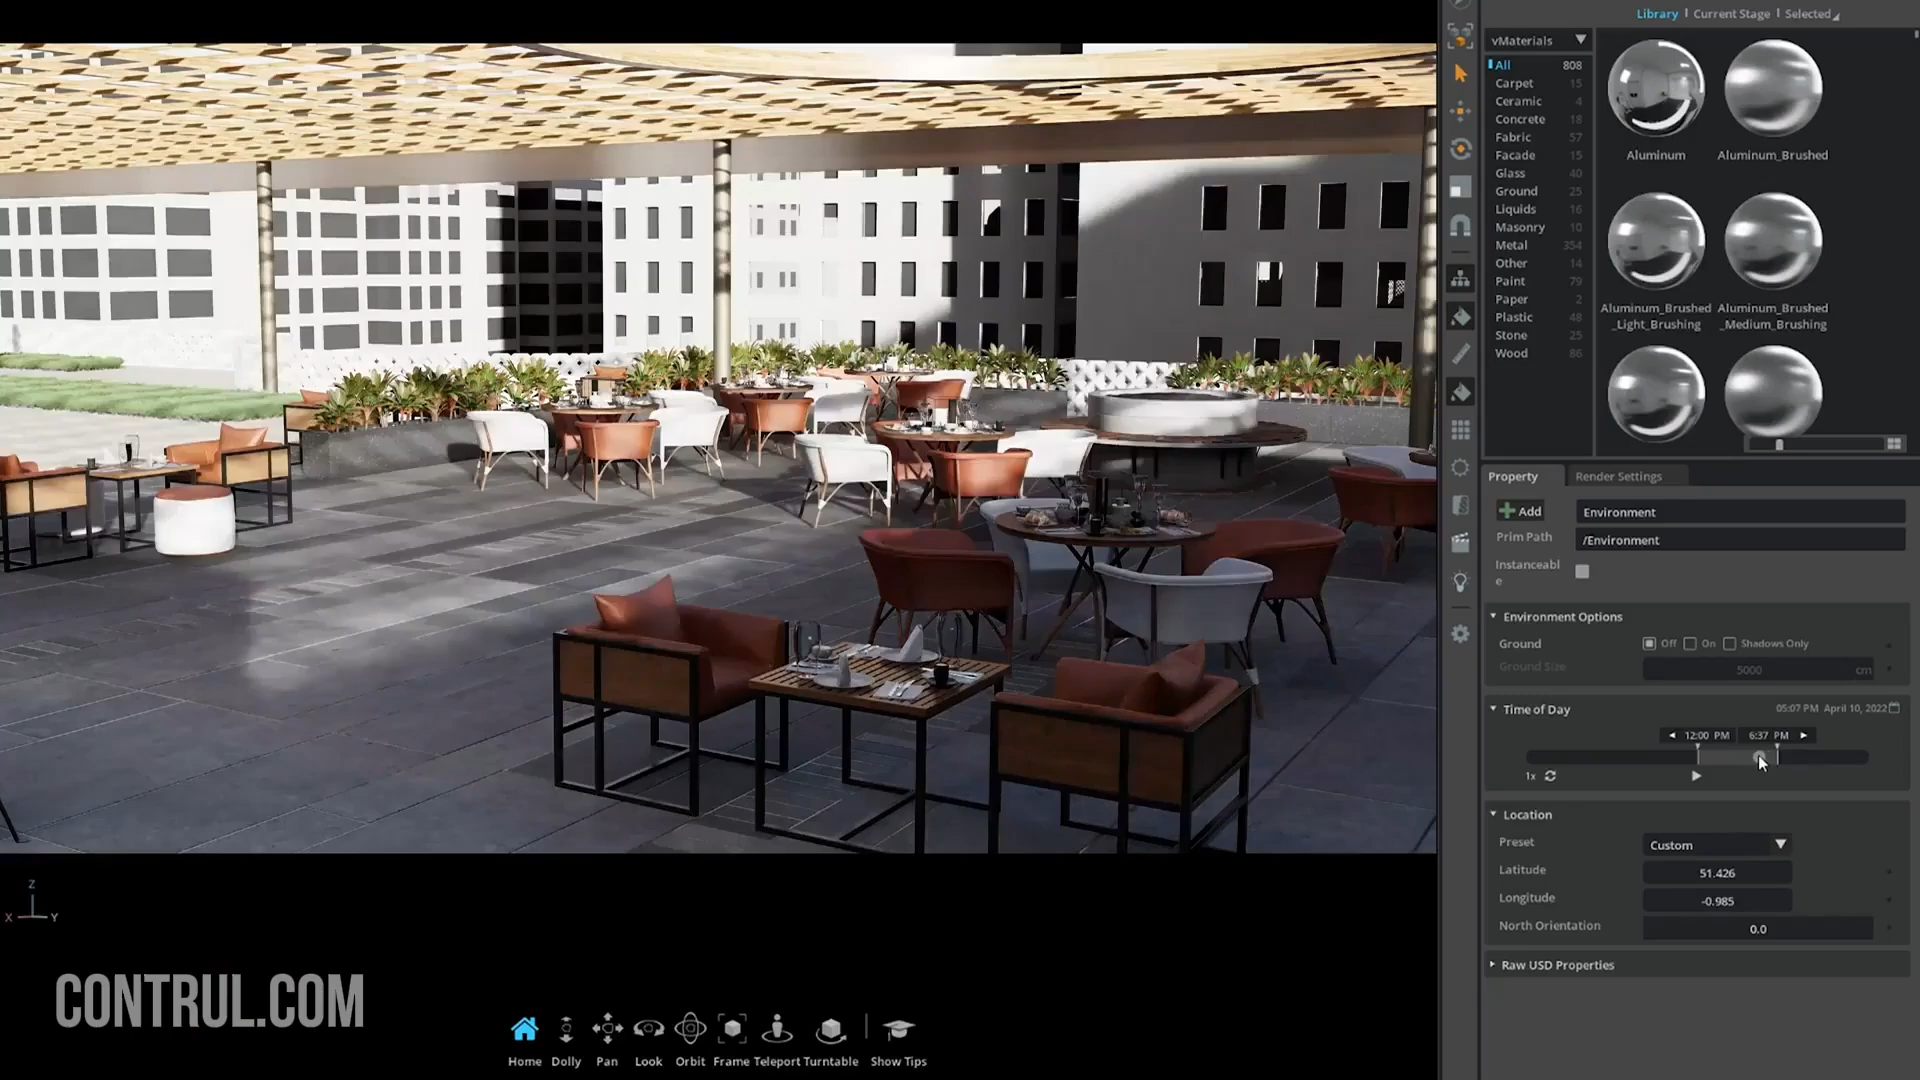 Library | Current Stage | Selected
vMaterials
All 808
Carpet 15
Ceramic 4
Concrete 18
Fabric 57
Facade 15
Glass 40
Ground 25
Liquids 16
Masonry 10
Metal 354
Other 14
Paint 79
Paper 2
Plastic 48
Stone 25
Wood 86
Aluminum
Aluminum_Brushed
Aluminum_Brushed
_Light_Brushing
Aluminum_Brushed
_Medium_Brushing
Property
Render Settings
Add
Environment
Prim Path
/Environment
Instanceabl
e
Environment Options
Ground Off On Shadows Only
Ground Size 5000 cm
Time of Day 05:07 PM April 10, 2022
12:00 PM 6:37 PM
1x
Location
Preset Custom
Latitude 51.426
Longitude -0.985
North Orientation 0.0
Raw USD Properties
Z
X Y
CONTRUL.COM
Home Dolly Pan Look Orbit Frame Teleport Turntable Show Tips